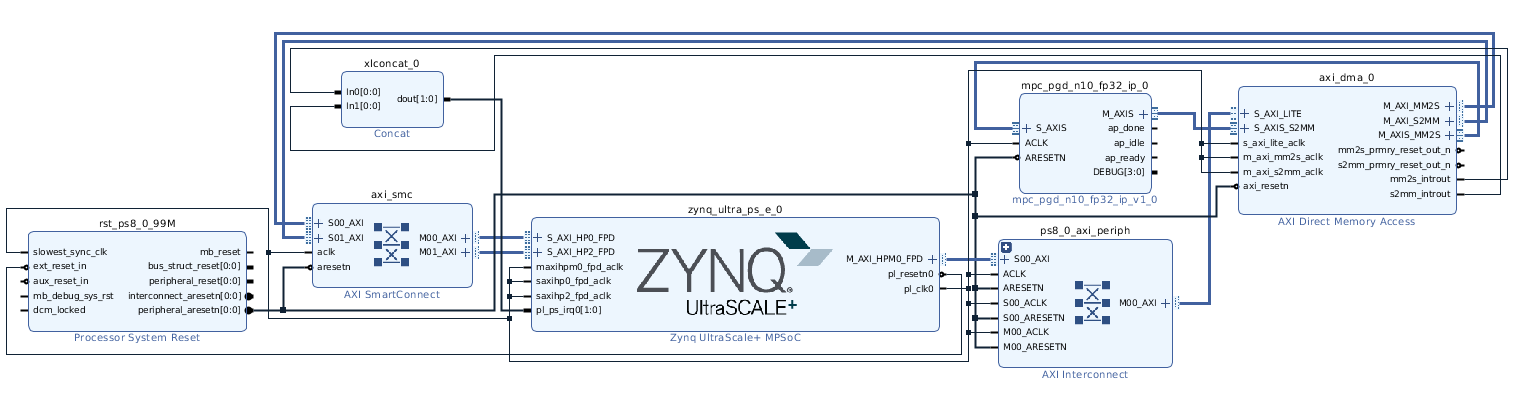 xlconcat_0
In0[0:0]
In1[0:0]
dout[1:0]
Concat
rst_ps8_0_99M
slowest_sync_clk
ext_reset_in
aux_reset_in
mb_debug_sys_rst
dcm_locked
mb_reset
bus_struct_reset[0:0]
peripheral_reset[0:0]
interconnect_aresetn[0:0]
peripheral_aresetn[0:0]
Processor System Reset
axi_smc
S00_AXI
S01_AXI
aclk
aresetn
M00_AXI
M01_AXI
AXI SmartConnect
zynq_ultra_ps_e_0
S_AXI_HP0_FPD
S_AXI_HP2_FPD
maxihpm0_fpd_aclk
saxihp0_fpd_aclk
saxihp2_fpd_aclk
pl_ps_irq0[1:0]
ZYNQ
UltraSCALE+
M_AXI_HPM0_FPD
pl_resetn0
pl_clk0
Zynq UltraScale+ MPSoC
mpc_pgd_n10_fp32_ip_0
S_AXIS
ACLK
ARESETN
M_AXIS
ap_done
ap_idle
ap_ready
DEBUG[3:0]
mpc_pgd_n10_fp32_ip_v1_0
ps8_0_axi_periph
S00_AXI
ACLK
ARESETN
S00_ACLK
S00_ARESETN
M00_ACLK
M00_ARESETN
M00_AXI
AXI Interconnect
axi_dma_0
S_AXI_LITE
S_AXIS_S2MM
s_axi_lite_aclk
m_axi_mm2s_aclk
m_axi_s2mm_aclk
axi_resetn
M_AXI_MM2S
M_AXI_S2MM
M_AXIS_MM2S
mm2s_prmry_reset_out_n
s2mm_prmry_reset_out_n
mm2s_introut
s2mm_introut
AXI Direct Memory Access